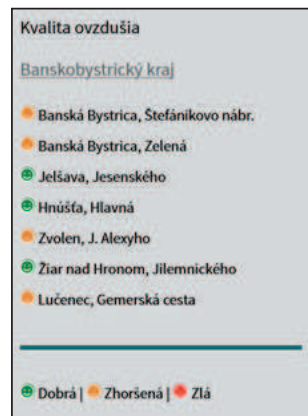 Kvalita ovzdušia
Banskobystrický kraj
Banská Bystrica, Štefánikovo nábr.
Banská Bystrica, Zelená
Jelšava, Jesenského
Hnúšťa, Hlavná
Zvolen, J. Alexyho
Žiar nad Hronom, Jilemnického
Lučenec, Gemerská cesta
Dobrá | Zhoršená | Zlá